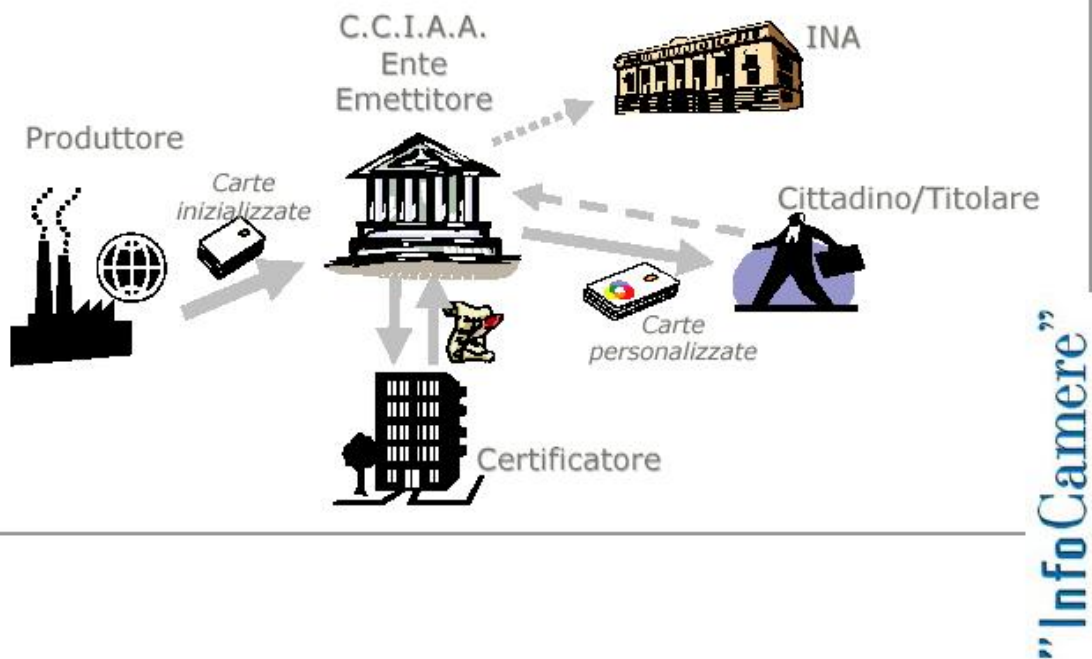 C.C.I.A.A.
Ente
Emettitore
INA
Produttore
Carte
inizializzate
Cittadino/Titolare
Carte
personalizzate
Certificatore
"InfoCamere"